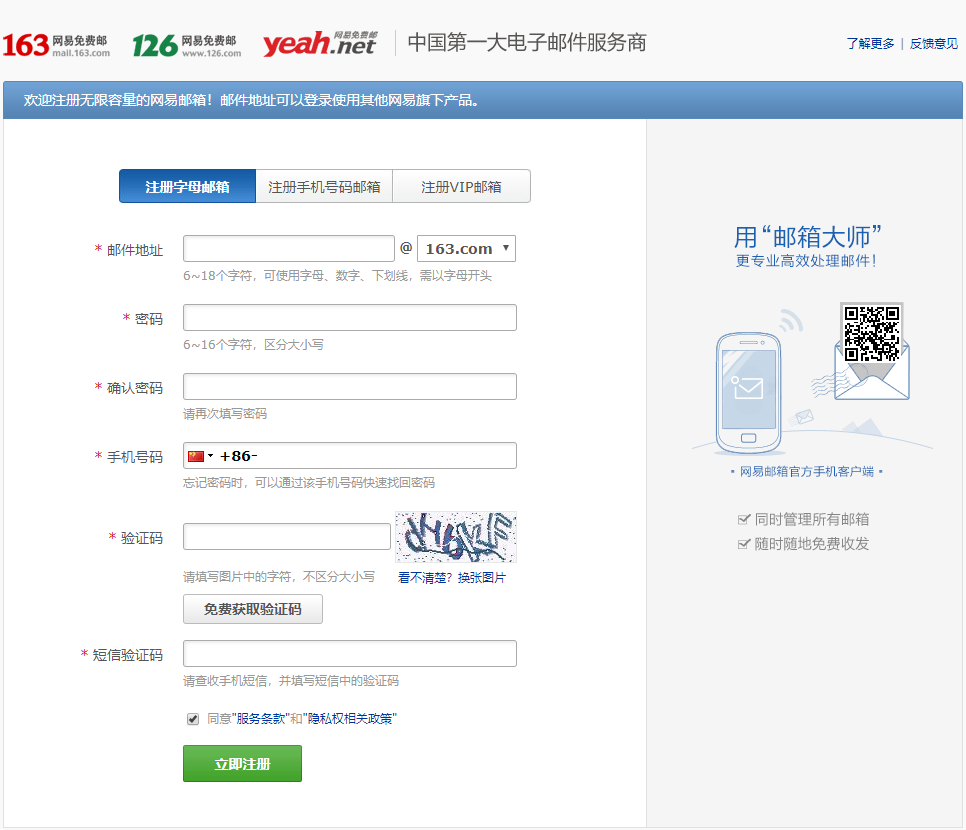 163 网易免费邮 mail.163.com 126 网易免费邮 www.126.com yeah.net 网易免费邮 中国第一大电子邮件服务商 了解更多 | 反馈意见
欢迎注册无限容量的网易邮箱！邮件地址可以登录使用其他网易旗下产品。
注册字母邮箱 注册手机号码邮箱 注册VIP邮箱
* 邮件地址 @ 163.com
6~18个字符，可使用字母、数字、下划线，需以字母开头
* 密码
6~16个字符，区分大小写
* 确认密码
请再次填写密码
* 手机号码 +86-
忘记密码时，可以通过该手机号码快速找回密码
* 验证码
请填写图片中的字符，不区分大小写 看不清楚？换张图片
免费获取验证码
* 短信验证码
请查收手机短信，并填写短信中的验证码
同意"服务条款"和"隐私权相关政策"
立即注册
用“邮箱大师”
更专业高效处理邮件！
• 网易邮箱官方手机客户端 •
同时管理所有邮箱
随时随地免费收发